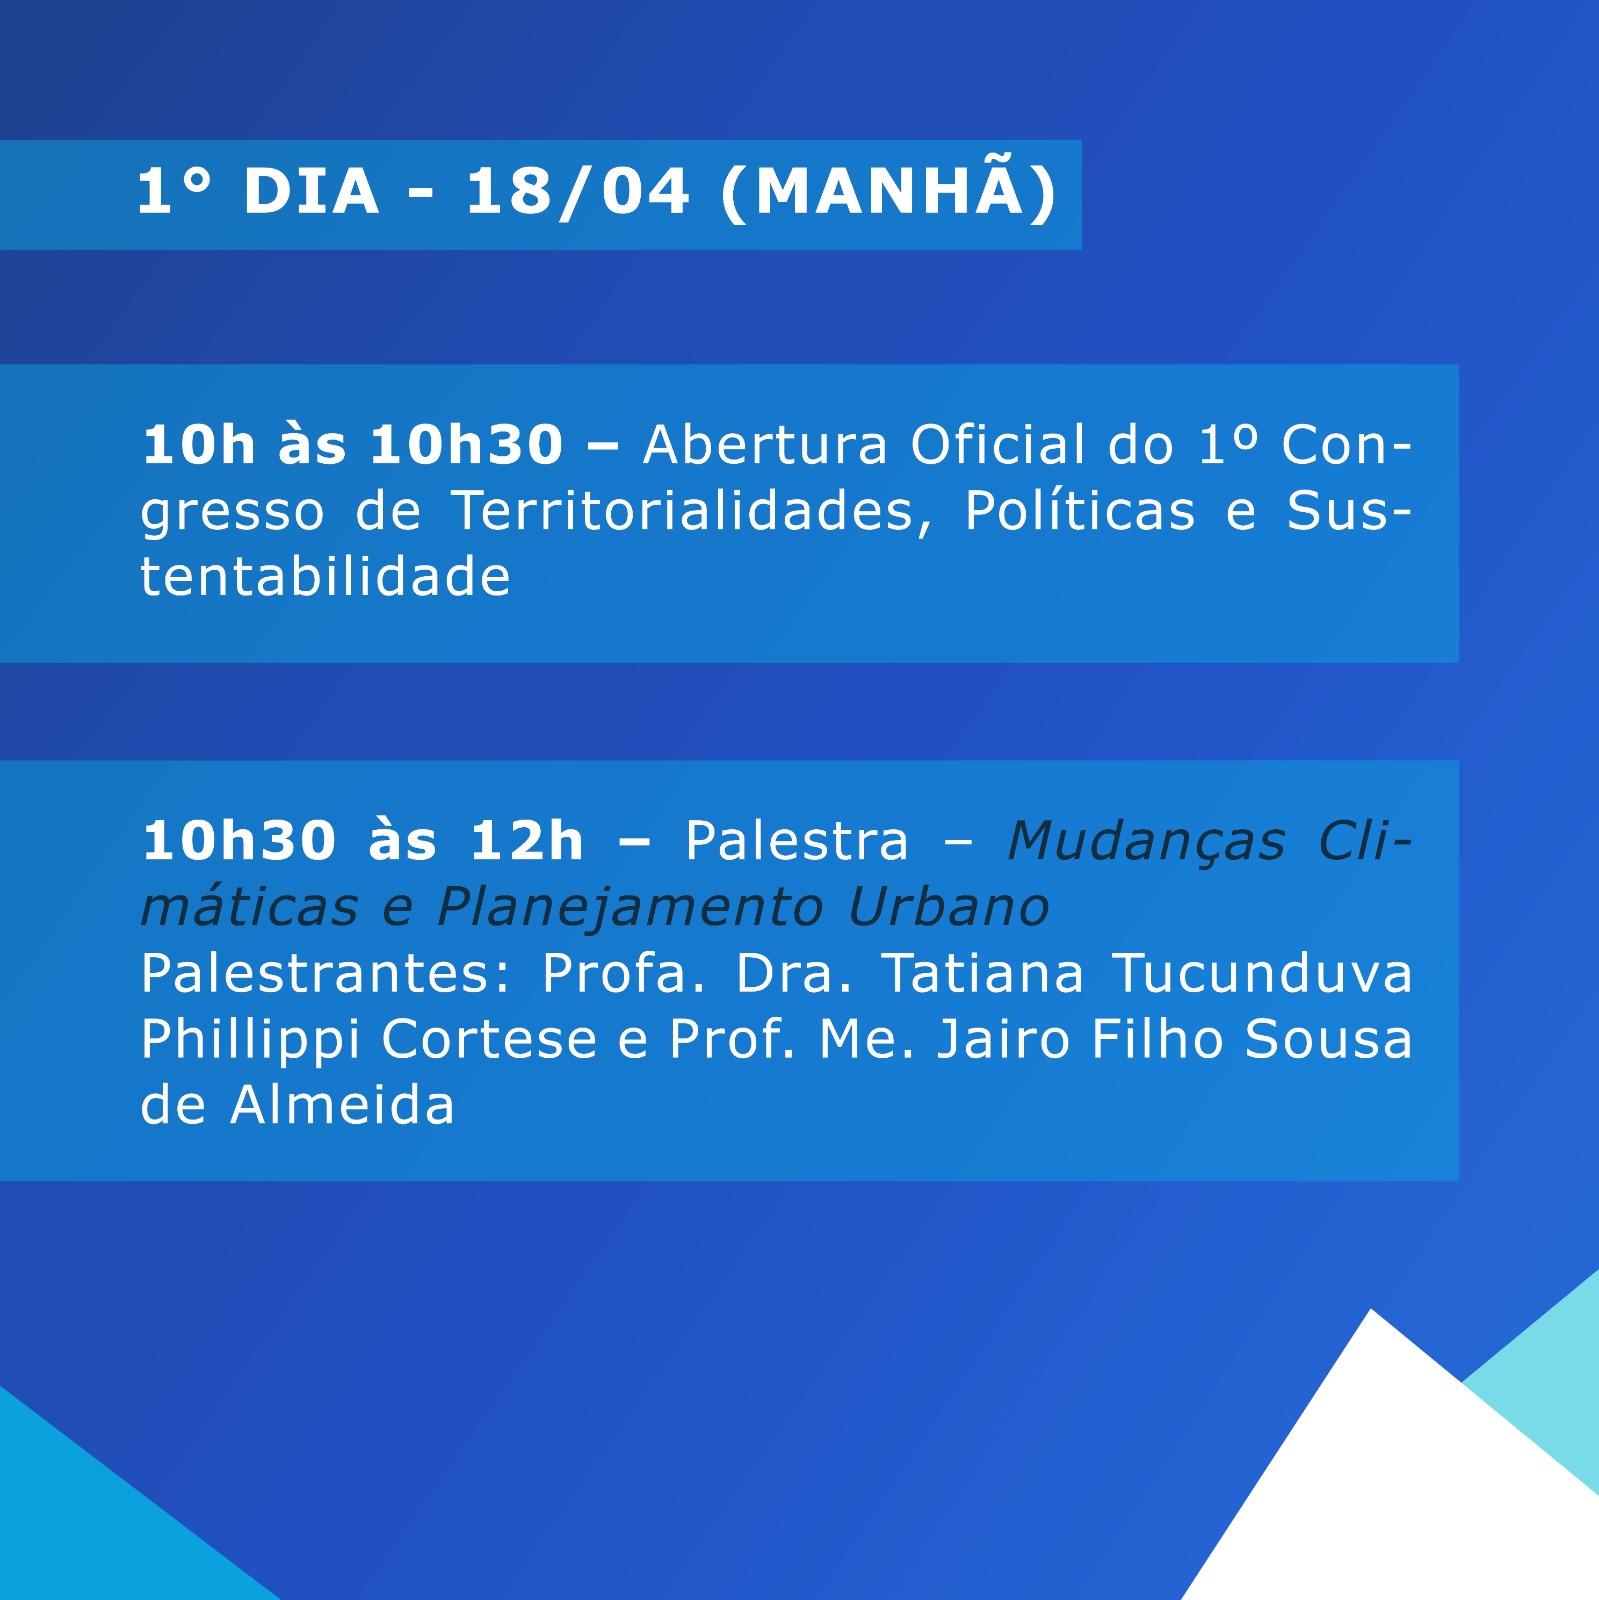 1° DIA - 18/04 (MANHÃ)
10h às 10h30 – Abertura Oficial do 1º Con-
gresso de Territorialidades, Políticas e Sus-
tentabilidade
10h30 às 12h – Palestra – Mudanças Cli-
máticas e Planejamento Urbano
Palestrantes: Profa. Dra. Tatiana Tucunduva
Phillippi Cortese e Prof. Me. Jairo Filho Sousa
de Almeida